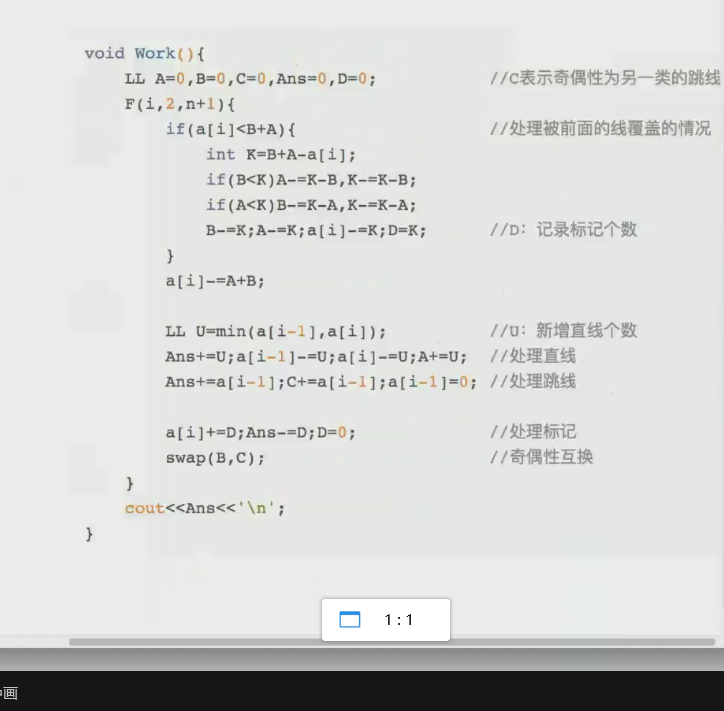 void Work(){
LL A=0,B=0,C=0,Ans=0,D=0; //C表示奇偶性为另一类的跳线
F(i,2,n+1){
if(a[i]<B+A){ //处理被前面的线覆盖的情况
int K=B+A-a[i];
if(B<K)A-=K-B,K-=K-B;
if(A<K)B-=K-A,K-=K-A;
B-=K;A-=K;a[i]-=K;D=K; //D：记录标记个数
}
a[i]-=A+B;
LL U=min(a[i-1],a[i]); //U：新增直线个数
Ans+=U;a[i-1]-=U;a[i]-=U;A+=U; //处理直线
Ans+=a[i-1];C+=a[i-1];a[i-1]=0; //处理跳线
a[i]+=D;Ans-=D;D=0; //处理标记
swap(B,C); //奇偶性互换
}
cout<<Ans<<'\n';
}
1:1
画